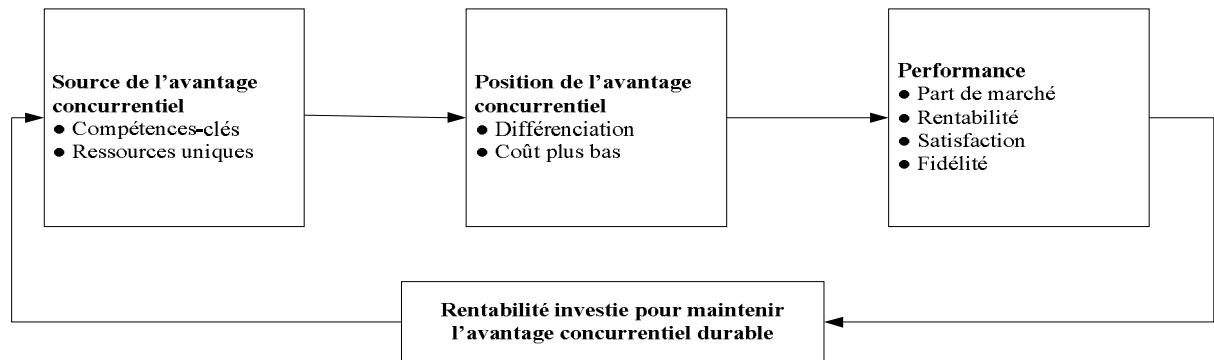 Source de l’avantage
concurrentiel
● Compétences-clés
● Ressources uniques
Position de l’avantage
concurrentiel
● Différenciation
● Coût plus bas
Performance
● Part de marché
● Rentabilité
● Satisfaction
● Fidélité
Rentabilité investie pour maintenir
l’avantage concurrentiel durable